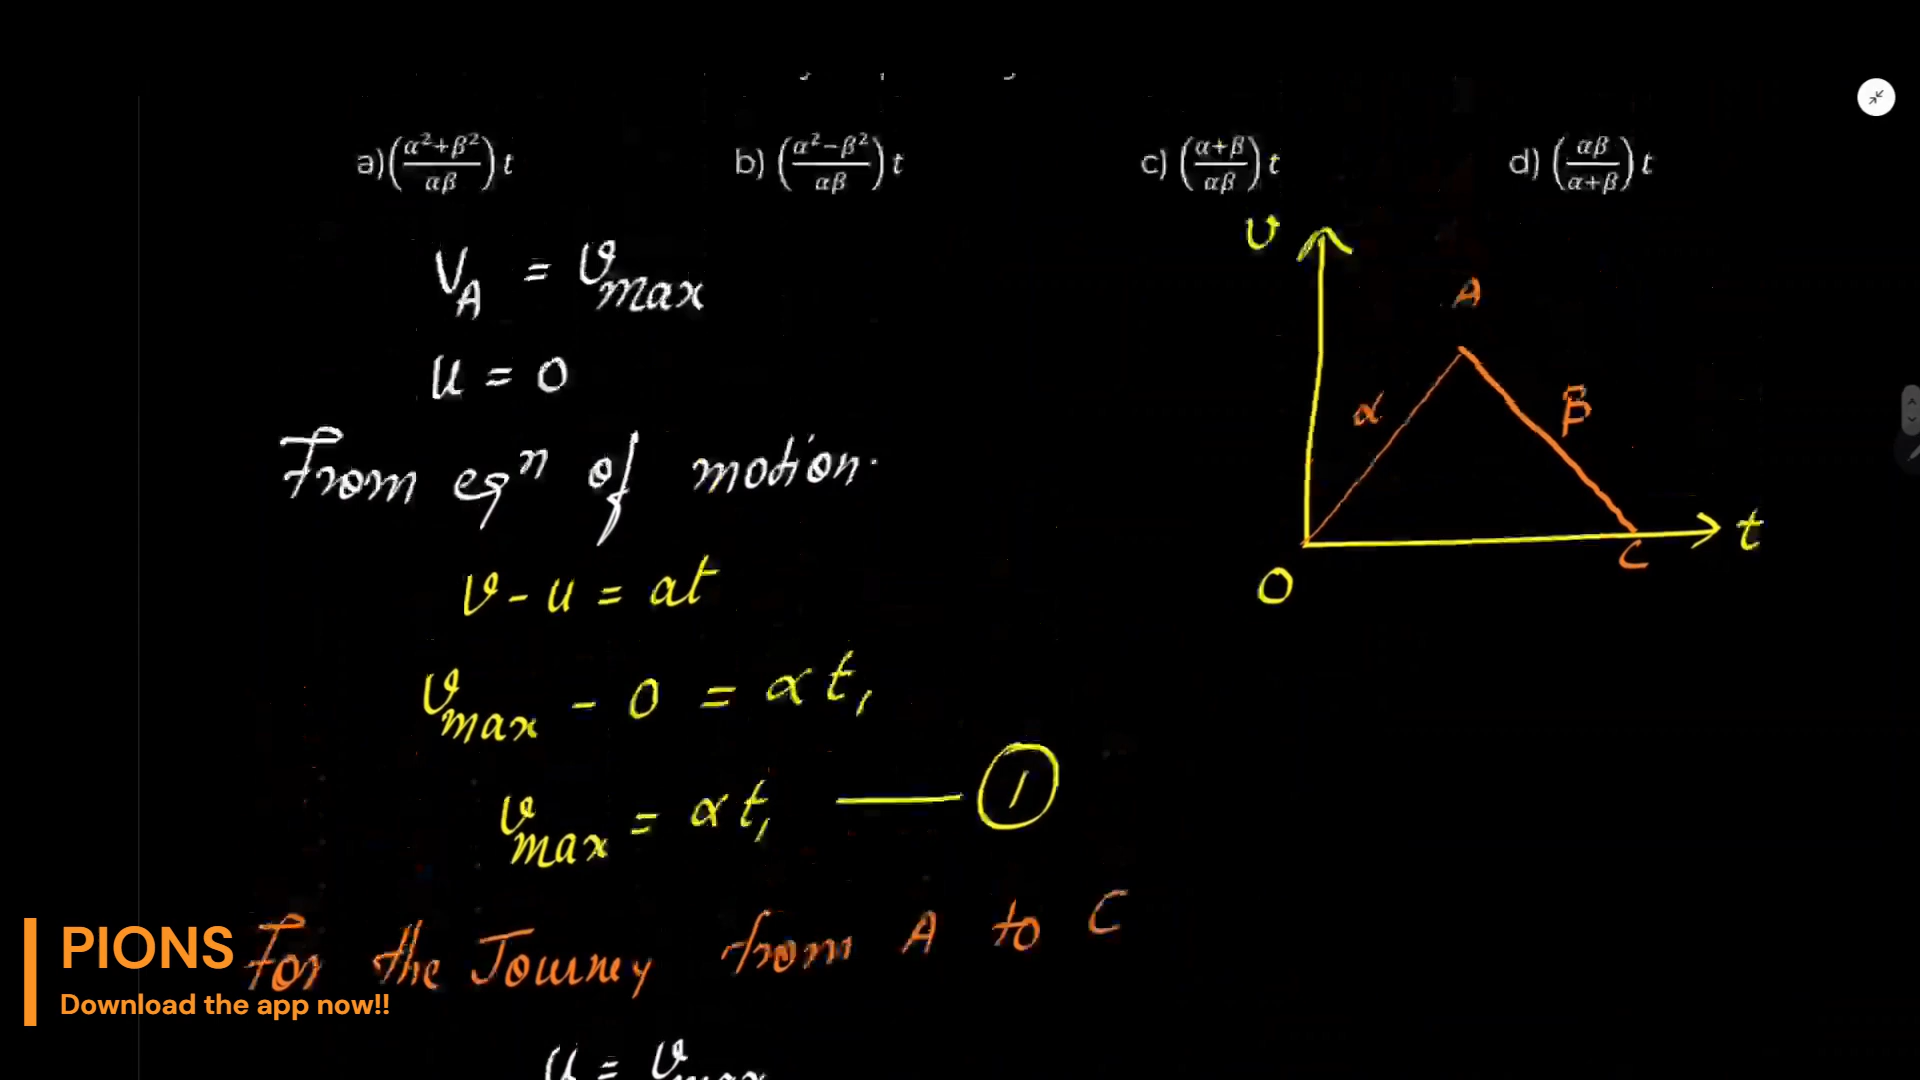 a) (α²+β²/αβ) t b) (α²−β²/αβ) t c) (α+β/αβ) t d) (αβ/α+β) t
V_A = v_max
u = 0
From eqⁿ of motion.
v - u = at
v_max - 0 = αt₁
v_max = αt₁ —— ①
For the Journey from A to C
u = v_max
v
A
α
β
t
C
O
PIONS
Download the app now!!